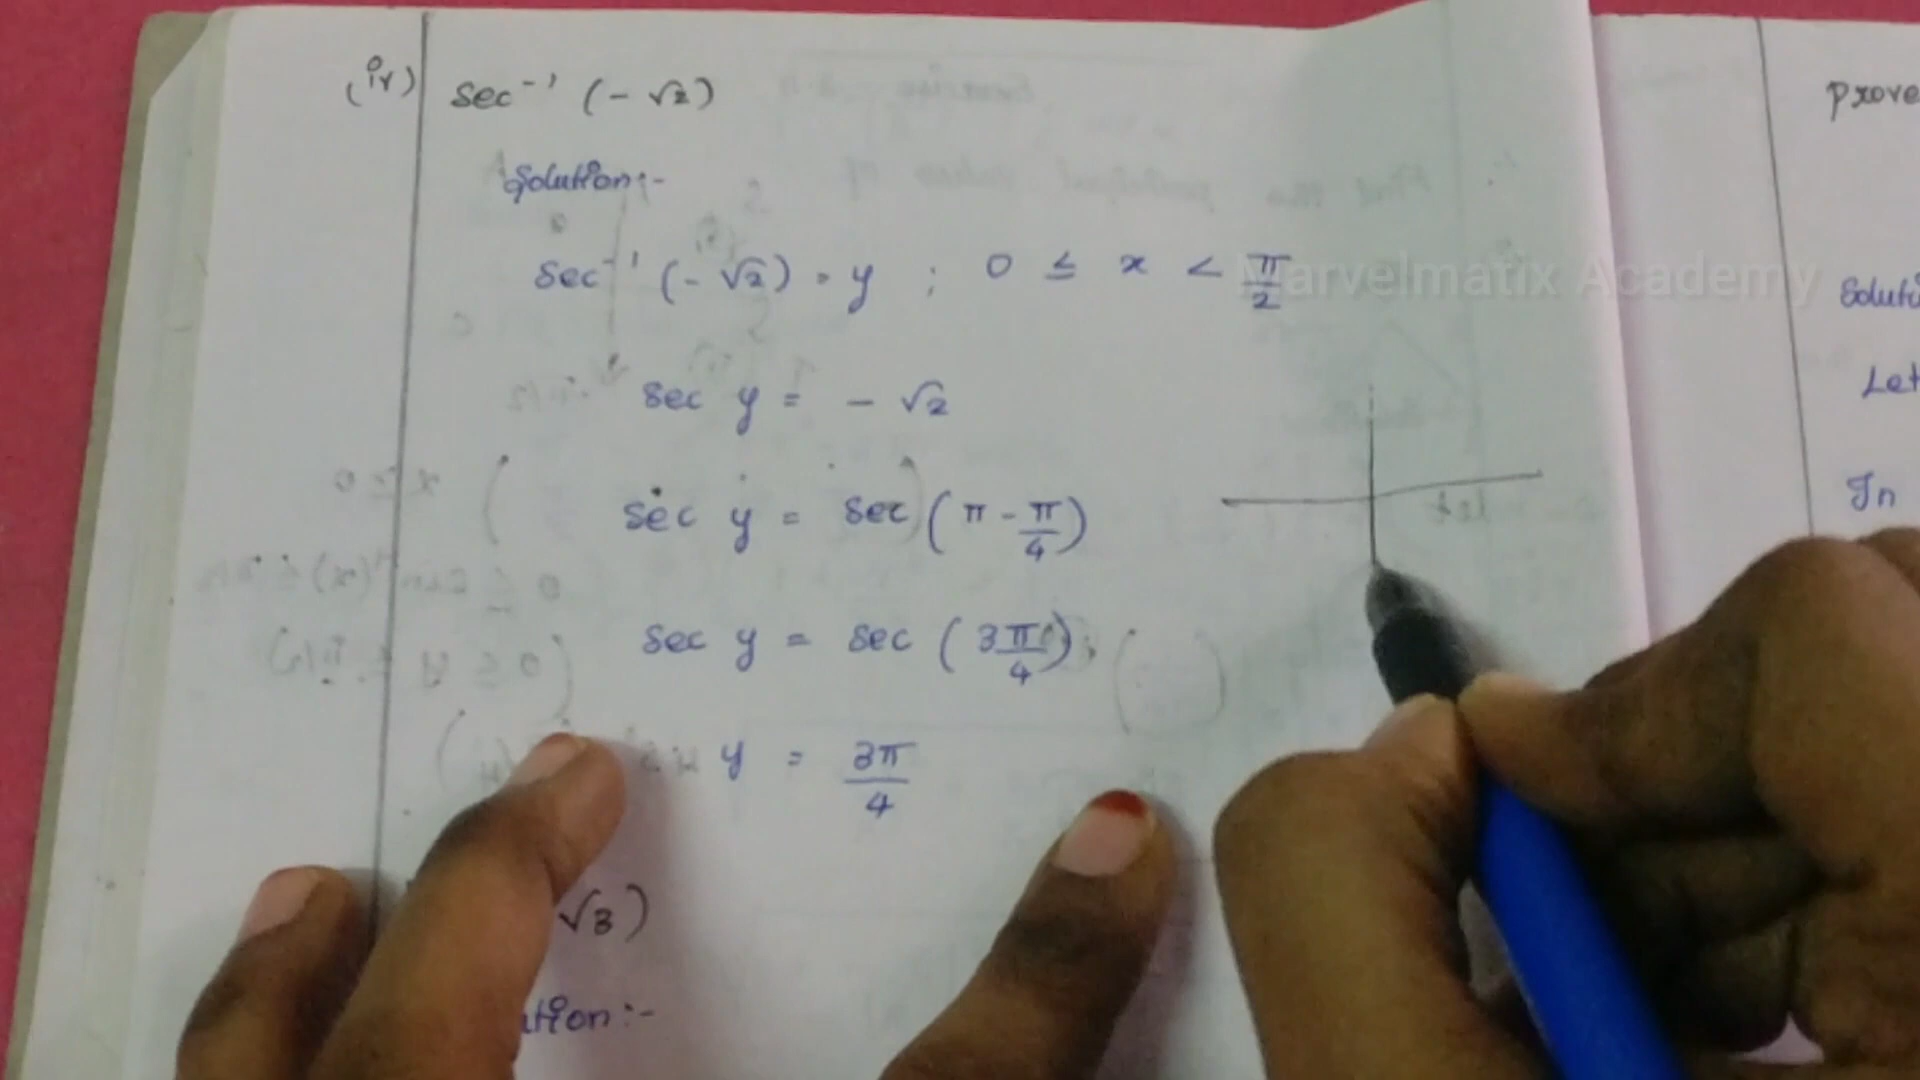 (iv) sec⁻¹ (- √2)
Solution:-
sec⁻¹ (- √2) = y ; 0 ≤ x < π/2
Marvelmatix Academy
sec y = - √2
sec y = sec (π - π/4)
sec y = sec (3π/4)
y = 3π/4
√3)
ution:-
prove
Soluti
Let
In